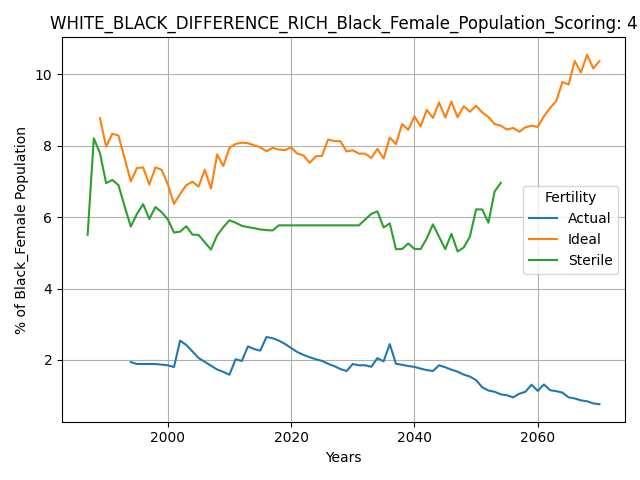 WHITE_BLACK_DIFFERENCE_RICH_Black_Female_Population_Scoring: 4
% of Black_Female Population
10
8
6
4
2
Fertility
Actual
Ideal
Sterile
2000 2020 2040 2060
Years